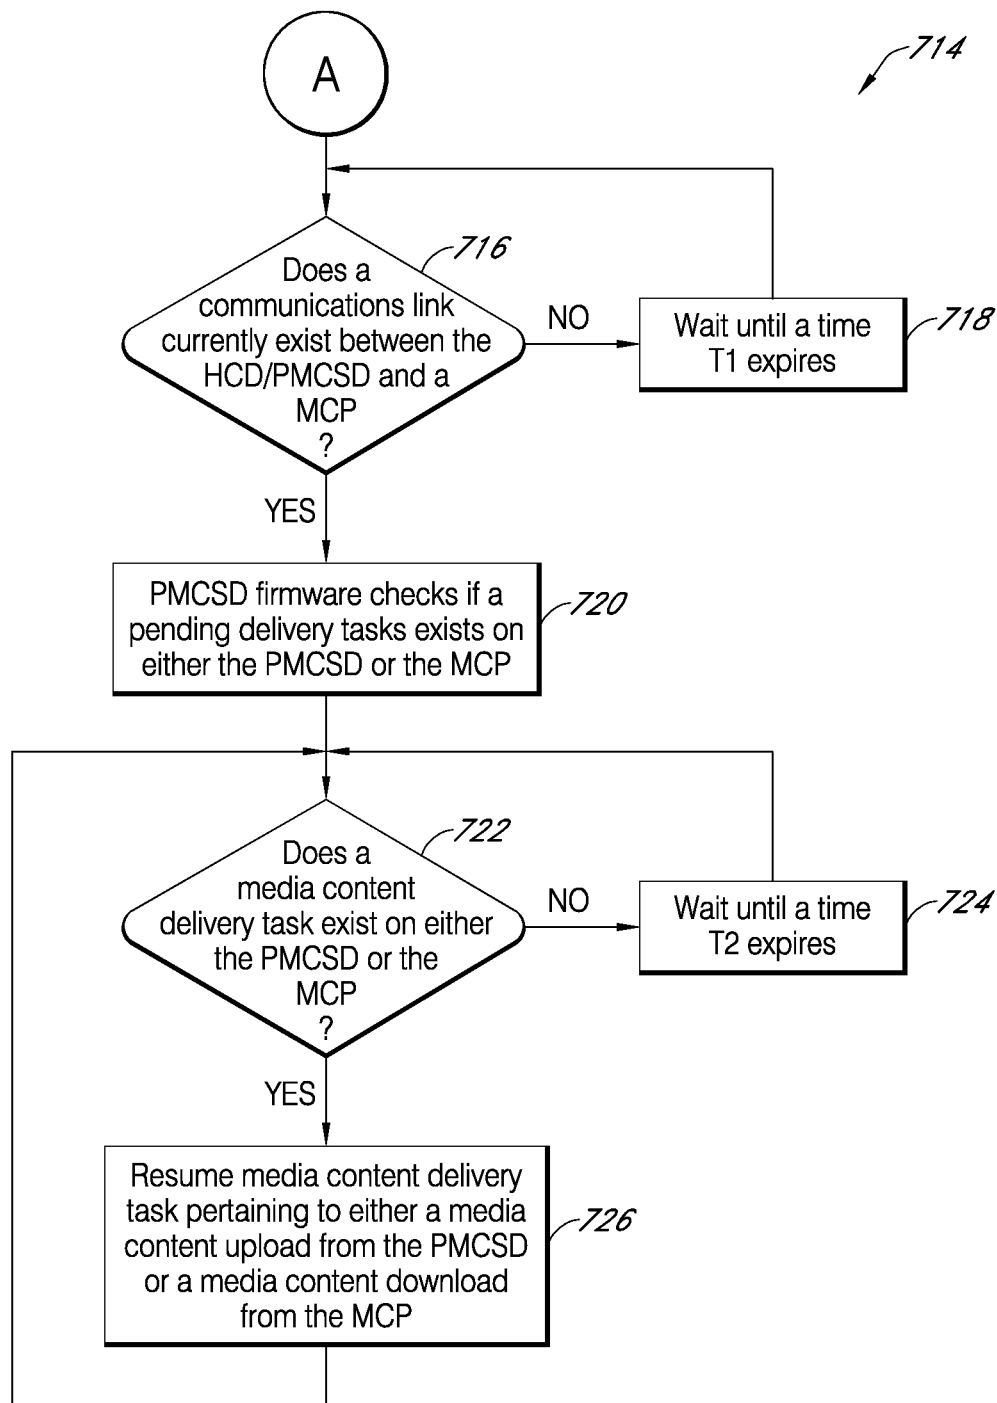 A
714
716
Does a
communications link
currently exist between the
HCD/PMCSD and a
MCP
?
NO
Wait until a time
T1 expires
718
YES
PMCSD firmware checks if a
pending delivery tasks exists on
either the PMCSD or the MCP
720
722
Does a
media content
delivery task exist on either
the PMCSD or the
MCP
?
NO
Wait until a time
T2 expires
724
YES
Resume media content delivery
task pertaining to either a media
content upload from the PMCSD
or a media content download
from the MCP
726